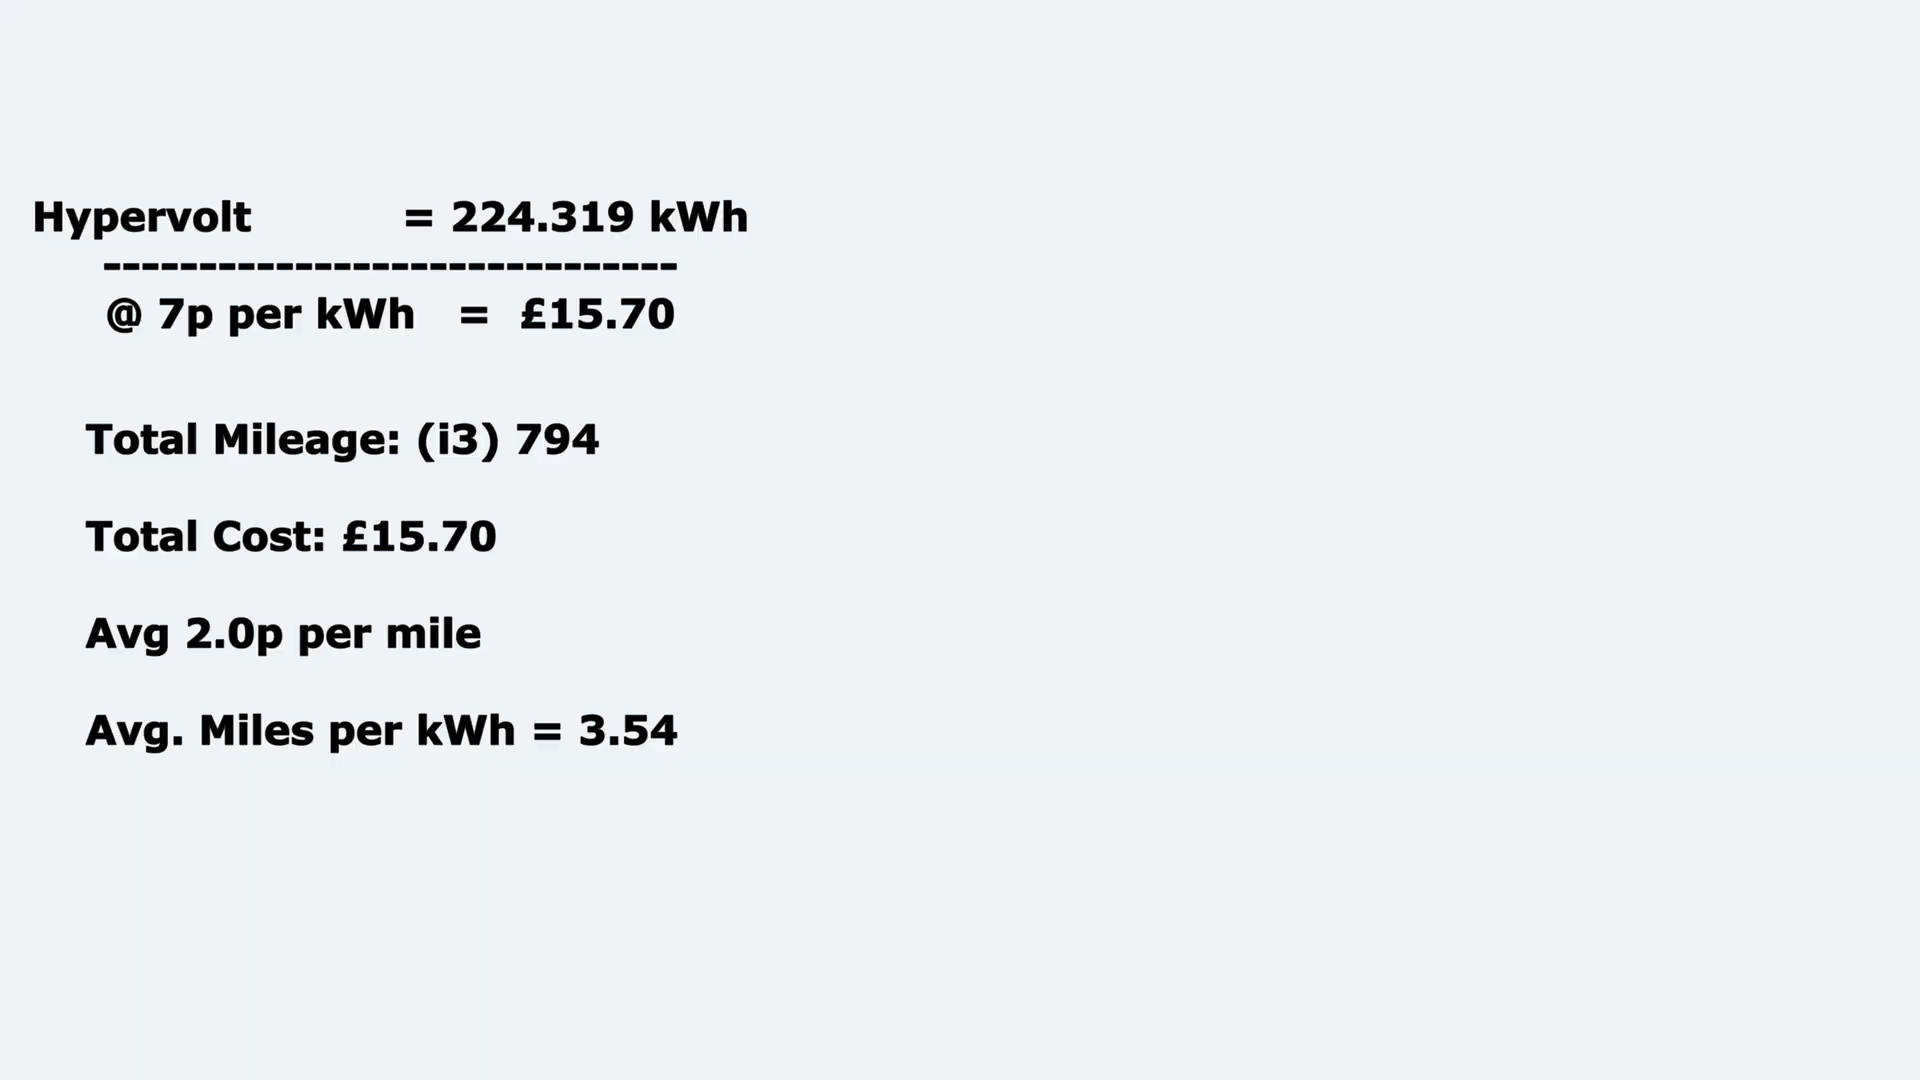 Hypervolt = 224.319 kWh
------------------------------
@ 7p per kWh = £15.70
Total Mileage: (i3) 794
Total Cost: £15.70
Avg 2.0p per mile
Avg. Miles per kWh = 3.54